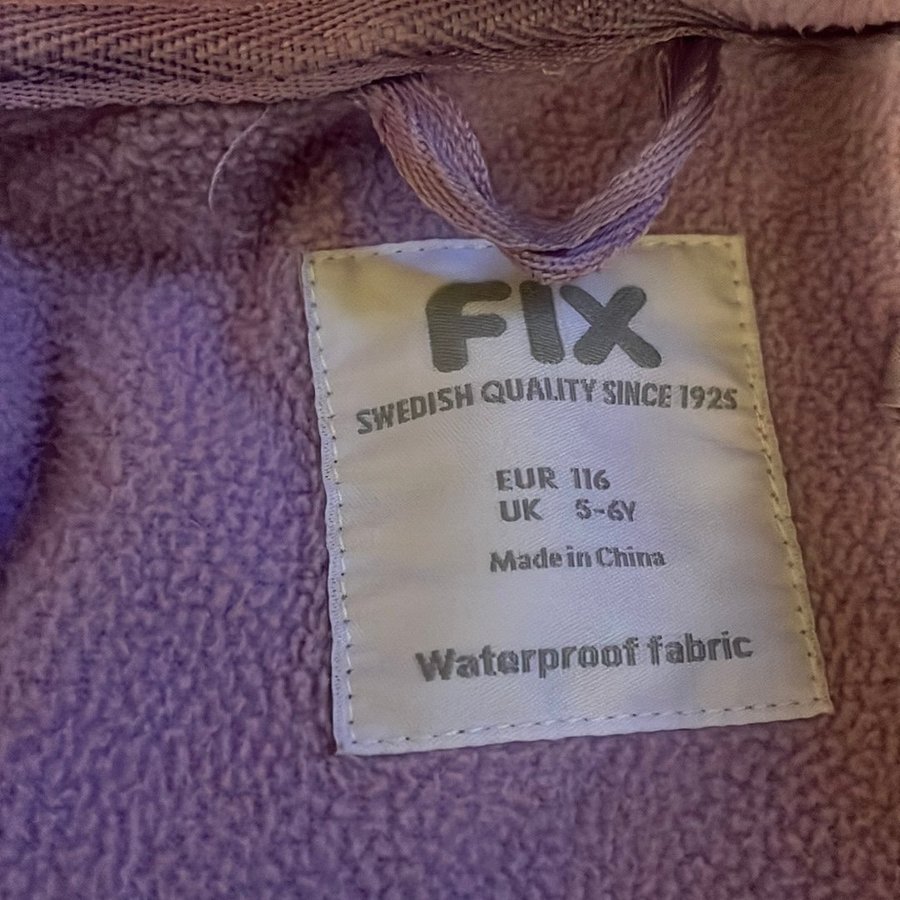 FIX
SWEDISH QUALITY SINCE 1925
EUR 116
UK 5-6Y
Made in China
Waterproof fabric